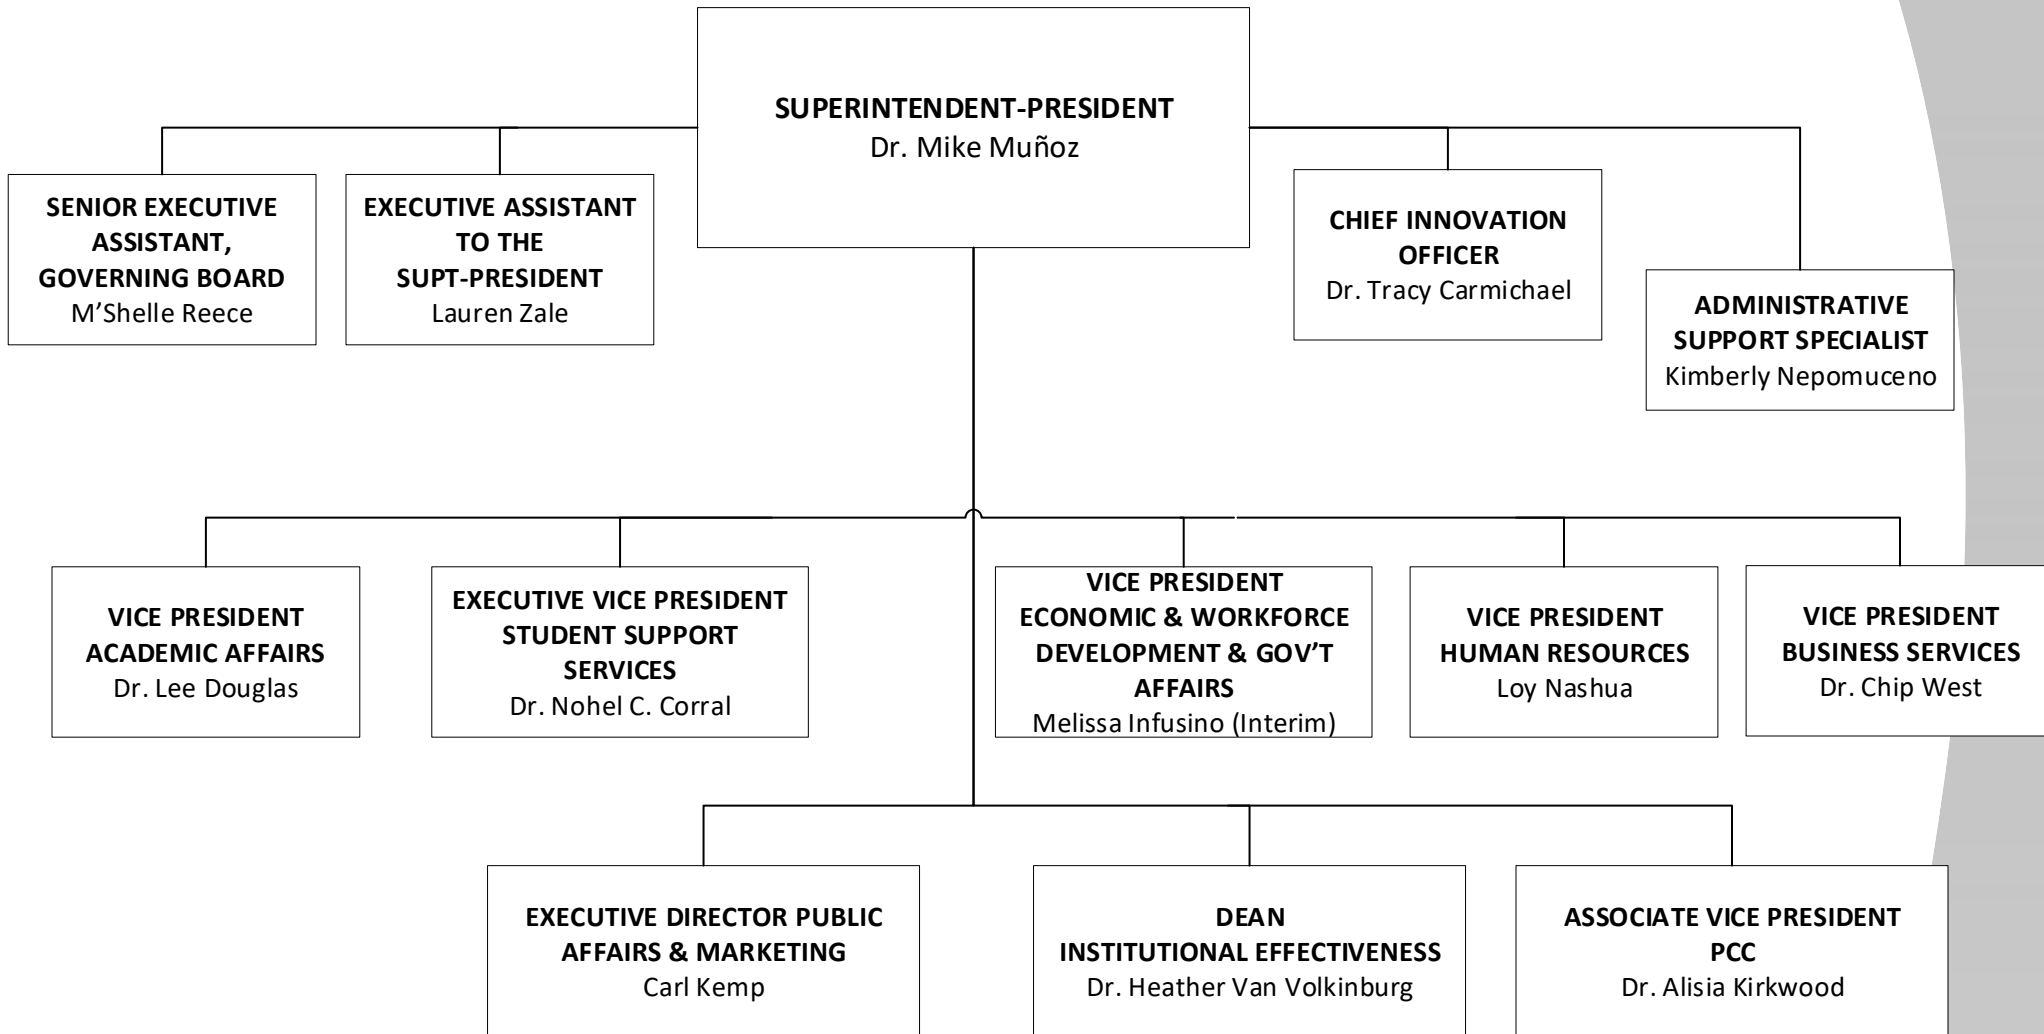 SUPERINTENDENT-PRESIDENT
Dr. Mike Muñoz
SENIOR EXECUTIVE
ASSISTANT,
GOVERNING BOARD
M’Shelle Reece
EXECUTIVE ASSISTANT
TO THE
SUPT-PRESIDENT
Lauren Zale
CHIEF INNOVATION
OFFICER
Dr. Tracy Carmichael
ADMINISTRATIVE
SUPPORT SPECIALIST
Kimberly Nepomuceno
VICE PRESIDENT
ACADEMIC AFFAIRS
Dr. Lee Douglas
EXECUTIVE VICE PRESIDENT
STUDENT SUPPORT
SERVICES
Dr. Nohel C. Corral
VICE PRESIDENT
ECONOMIC & WORKFORCE
DEVELOPMENT & GOV’T
AFFAIRS
Melissa Infusino (Interim)
VICE PRESIDENT
HUMAN RESOURCES
Loy Nashua
VICE PRESIDENT
BUSINESS SERVICES
Dr. Chip West
EXECUTIVE DIRECTOR PUBLIC
AFFAIRS & MARKETING
Carl Kemp
DEAN
INSTITUTIONAL EFFECTIVENESS
Dr. Heather Van Volkinburg
ASSOCIATE VICE PRESIDENT
PCC
Dr. Alisia Kirkwood